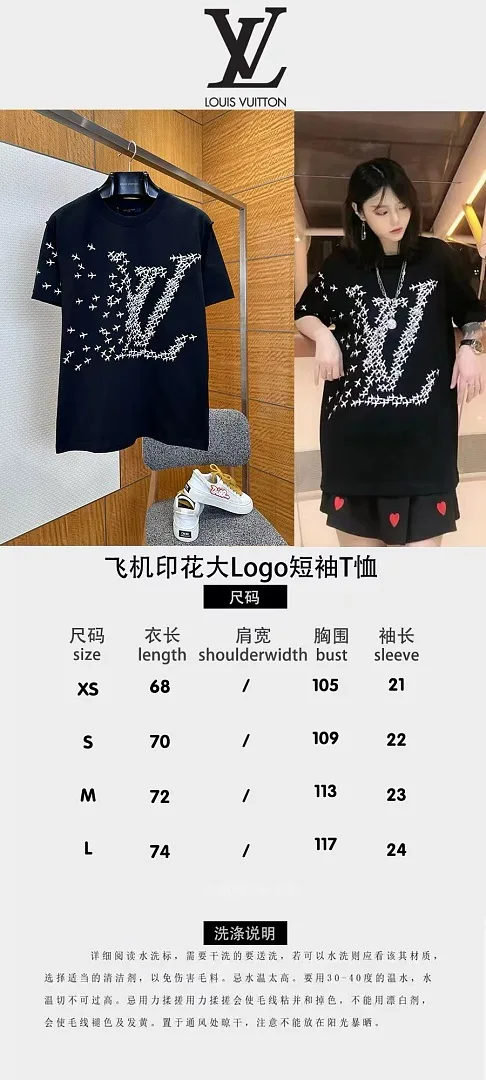 LV
LOUIS VUITTON
飞机印花大Logo短袖T恤
尺码
尺码 衣长 肩宽 胸围 袖长
size length shoulderwidth bust sleeve
XS 68 / 105 21
S 70 / 109 22
M 72 / 113 23
L 74 / 117 24
洗涤说明
详细阅读水洗标，需要干洗的要送洗，若可以水洗则应看该其材质，
选择适当的清洁剂，以免伤害毛料。忌水温太高。要用30-40度的温水，水
温切不可过高。忌用力揉搓用力揉搓会使毛线粘并和掉色，不能用漂白剂，
会使毛线褪色及发黄。置于通风处晾干，注意不能放在阳光暴晒。